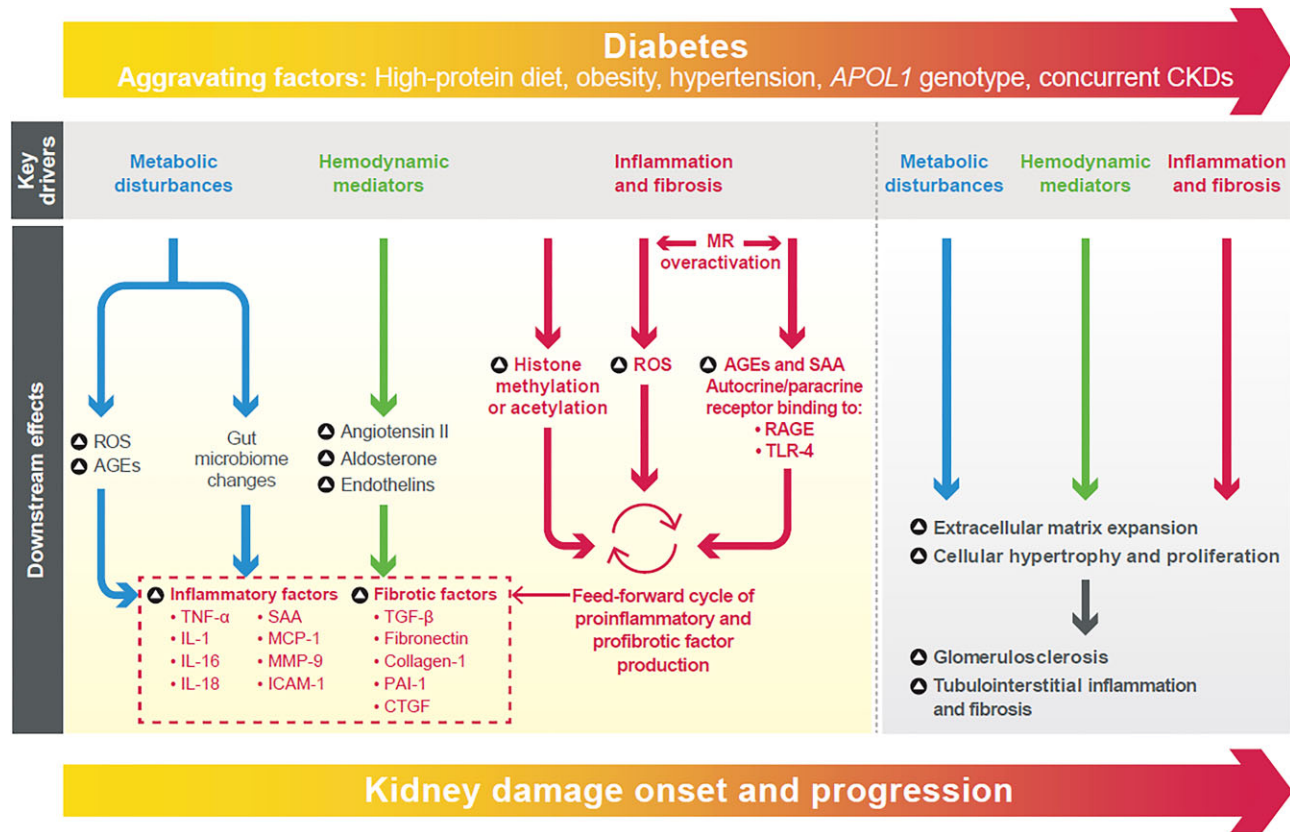 Diabetes
Aggravating factors: High-protein diet, obesity, hypertension, APOL1 genotype, concurrent CKDs
Key
drivers
Metabolic
disturbances
Hemodynamic
mediators
Inflammation
and fibrosis
Metabolic
disturbances
Hemodynamic
mediators
Inflammation
and fibrosis
Downstream effects
MR
overactivation
ROS
AGEs
Gut
microbiome
changes
Angiotensin II
Aldosterone
Endothelins
Histone
methylation
or acetylation
ROS
AGEs and SAA
Autocrine/paracrine
receptor binding to:
• RAGE
• TLR-4
Inflammatory factors
• TNF-α
• IL-1
• IL-16
• IL-18
• SAA
• MCP-1
• MMP-9
• ICAM-1
Fibrotic factors
• TGF-β
• Fibronectin
• Collagen-1
• PAI-1
• CTGF
Feed-forward cycle of
proinflammatory and
profibrotic factor
production
Extracellular matrix expansion
Cellular hypertrophy and proliferation
Glomerulosclerosis
Tubulointerstitial inflammation
and fibrosis
Kidney damage onset and progression